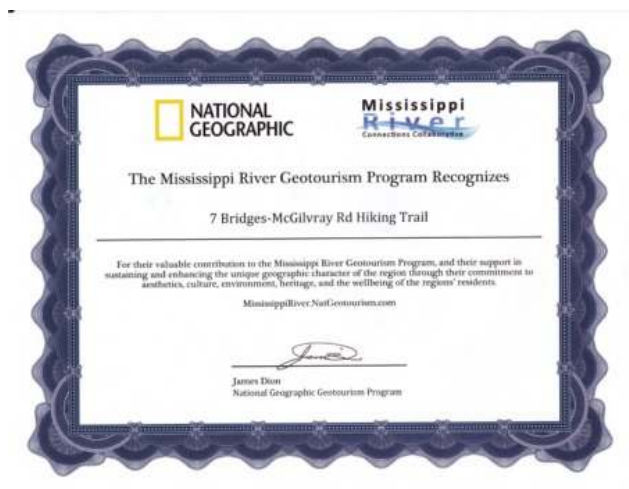 NATIONAL
GEOGRAPHIC
Mississippi
River
Connections Collaborative
The Mississippi River Geotourism Program Recognizes
7 Bridges-McGilvray Rd Hiking Trail
For their valuable contribution to the Mississippi River Geotourism Program, and their support in
sustaining and enhancing the unique geographic character of the region through their commitment to
aesthetics, culture, environment, heritage, and the wellbeing of the regions' residents.
MississippiRiver.NatGeotourism.com
James Dion
National Geographic Geotourism Program